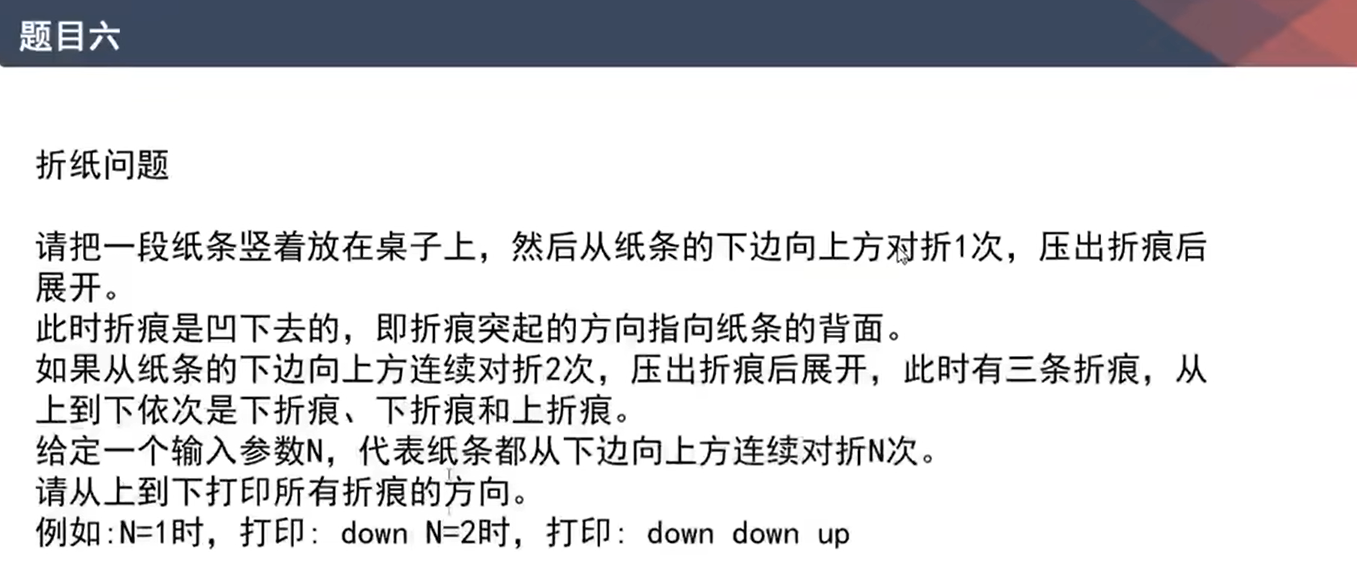 题目六
折纸问题
请把一段纸条竖着放在桌子上，然后从纸条的下边向上方对折1次，压出折痕后
展开。
此时折痕是凹下去的，即折痕突起的方向指向纸条的背面。
如果从纸条的下边向上方连续对折2次，压出折痕后展开，此时有三条折痕，从
上到下依次是下折痕、下折痕和上折痕。
给定一个输入参数N，代表纸条都从下边向上方连续对折N次。
请从上到下打印所有折痕的方向。
例如:N=1时，打印: down N=2时，打印: down down up